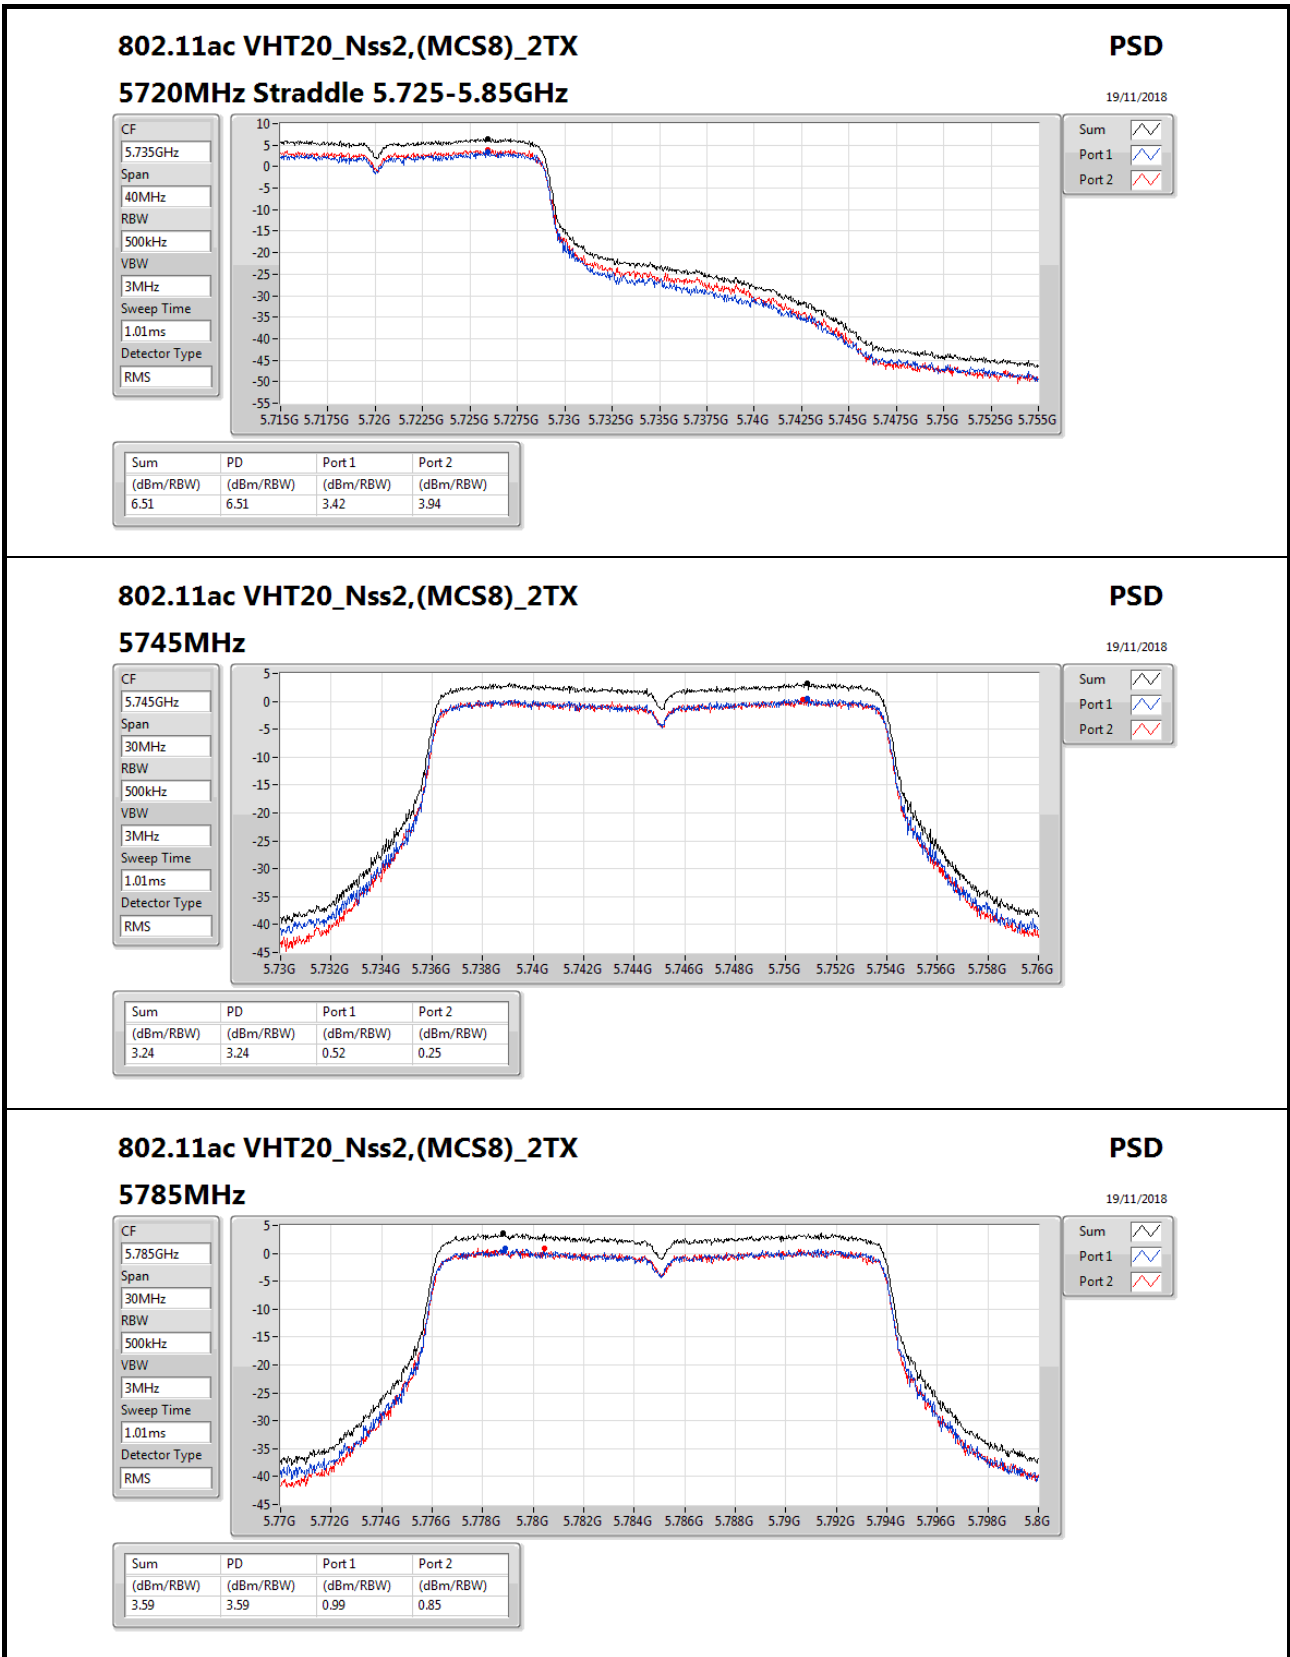 802.11ac VHT20_Nss2,(MCS8)_2TX PSD
5720MHz Straddle 5.725-5.85GHz 19/11/2018
CF
5.735GHz
Span
40MHz
RBW
500kHz
VBW
3MHz
Sweep Time
1.01ms
Detector Type
RMS
10
5
0
-5
-10
-15
-20
-25
-30
-35
-40
-45
-50
-55
5.715G 5.7175G 5.72G 5.7225G 5.725G 5.7275G 5.73G 5.7325G 5.735G 5.7375G 5.74G 5.7425G 5.745G 5.7475G 5.75G 5.7525G 5.755G
Sum
Port 1
Port 2
Sum PD Port 1 Port 2
(dBm/RBW) (dBm/RBW) (dBm/RBW) (dBm/RBW)
6.51 6.51 3.42 3.94
802.11ac VHT20_Nss2,(MCS8)_2TX PSD
5745MHz 19/11/2018
CF
5.745GHz
Span
30MHz
RBW
500kHz
VBW
3MHz
Sweep Time
1.01ms
Detector Type
RMS
5
0
-5
-10
-15
-20
-25
-30
-35
-40
-45
5.73G 5.732G 5.734G 5.736G 5.738G 5.74G 5.742G 5.744G 5.746G 5.748G 5.75G 5.752G 5.754G 5.756G 5.758G 5.76G
Sum
Port 1
Port 2
Sum PD Port 1 Port 2
(dBm/RBW) (dBm/RBW) (dBm/RBW) (dBm/RBW)
3.24 3.24 0.52 0.25
802.11ac VHT20_Nss2,(MCS8)_2TX PSD
5785MHz 19/11/2018
CF
5.785GHz
Span
30MHz
RBW
500kHz
VBW
3MHz
Sweep Time
1.01ms
Detector Type
RMS
5
0
-5
-10
-15
-20
-25
-30
-35
-40
-45
5.77G 5.772G 5.774G 5.776G 5.778G 5.78G 5.782G 5.784G 5.786G 5.788G 5.79G 5.792G 5.794G 5.796G 5.798G 5.8G
Sum
Port 1
Port 2
Sum PD Port 1 Port 2
(dBm/RBW) (dBm/RBW) (dBm/RBW) (dBm/RBW)
3.59 3.59 0.99 0.85